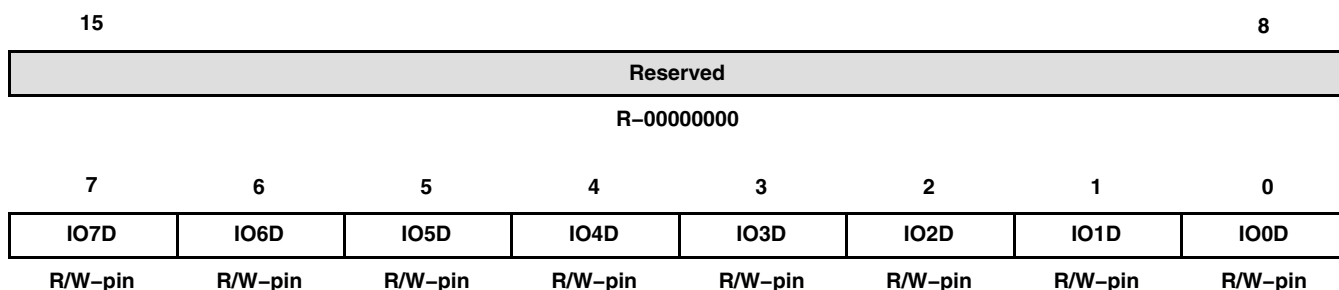 15 8
Reserved
R−00000000
7 6 5 4 3 2 1 0
IO7D IO6D IO5D IO4D IO3D IO2D IO1D IO0D
R/W−pin R/W−pin R/W−pin R/W−pin R/W−pin R/W−pin R/W−pin R/W−pin